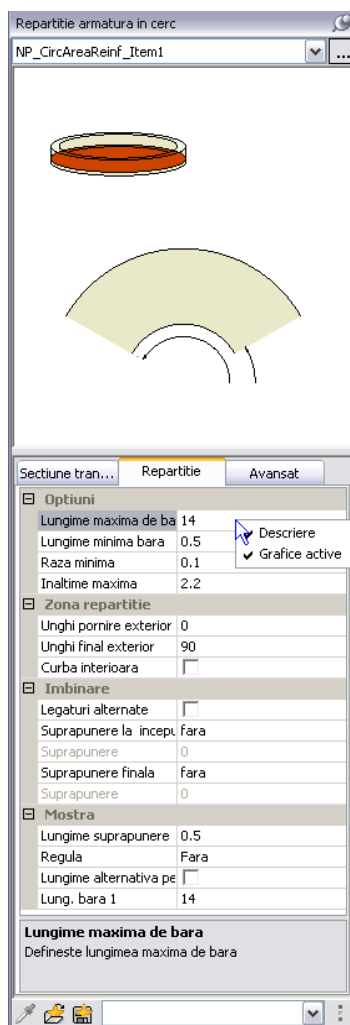 Repartitie armatura in cerc
NP_CircAreaReinf_Item1
...
Sectiune tran... Repartitie Avansat
Optiuni
Lungime maxima de ba 14
Descriere
Lungime minima bara 0.5
Grafice active
Raza minima 0.1
Inaltime maxima 2.2
Zona repartitie
Unghi pornire exterior 0
Unghi final exterior 90
Curba interioara
Imbinare
Legaturi alternate
Suprapunere la incepu fara
Suprapunere 0
Suprapunere finala fara
Suprapunere 0
Mostra
Lungime suprapunere 0.5
Regula Fara
Lungime alternativa pe
Lung. bara 1 14
Lungime maxima de bara
Defineste lungimea maxima de bara